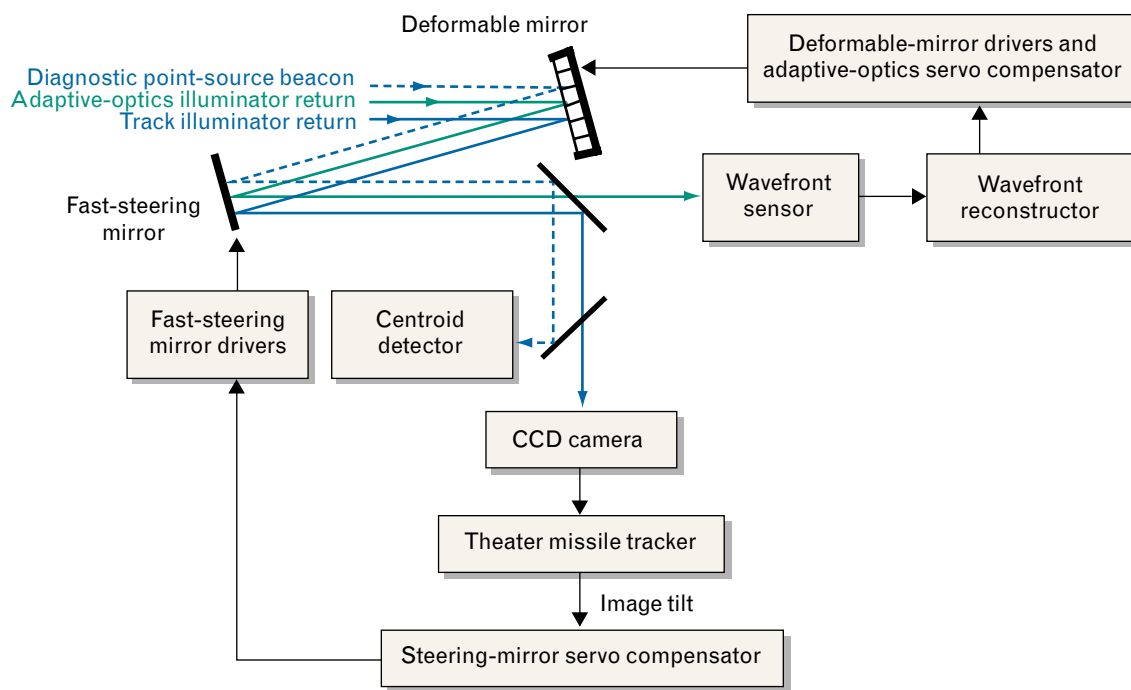 Deformable mirror
Deformable-mirror drivers and
adaptive-optics servo compensator
Diagnostic point-source beacon
Adaptive-optics illuminator return
Track illuminator return
Fast-steering
mirror
Wavefront
sensor
Wavefront
reconstructor
Fast-steering
mirror drivers
Centroid
detector
CCD camera
Theater missile tracker
Image tilt
Steering-mirror servo compensator